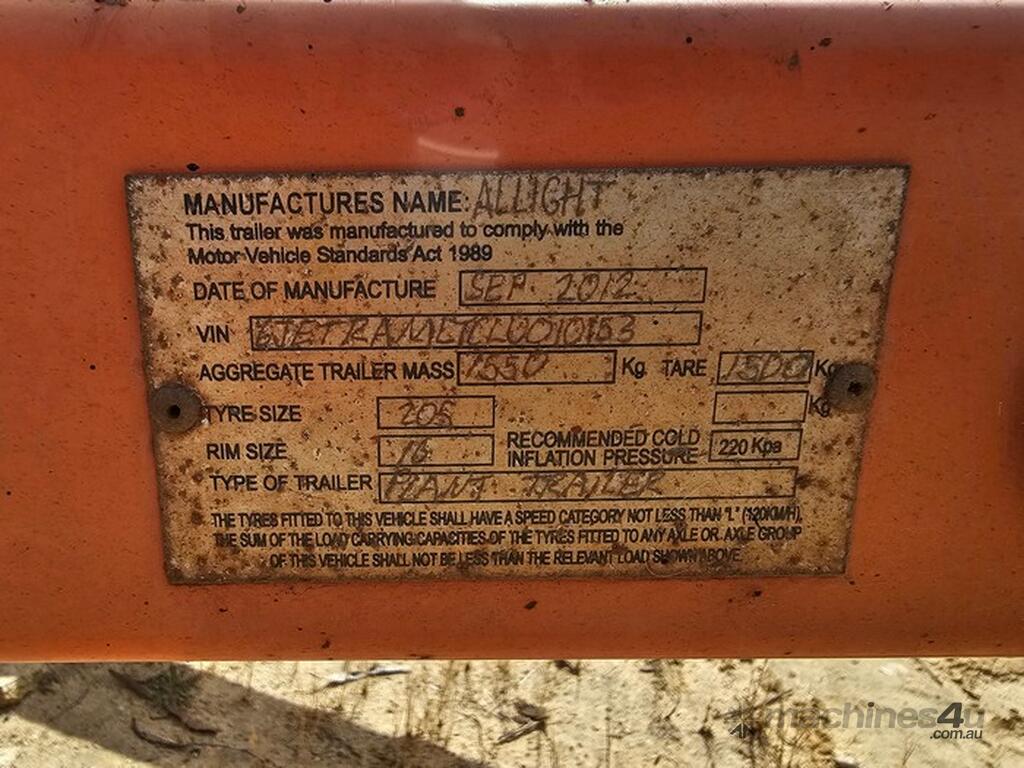 MANUFACTURES NAME: ALLIGHT
This trailer was manufactured to comply with the
Motor Vehicle Standards Act 1989
DATE OF MANUFACTURE SEP. 2012
VIN
AGGREGATE TRAILER MASS 1550 Kg TARE 1500 Kg
TYRE SIZE 205 Kg
RIM SIZE 16 RECOMMENDED COLD INFLATION PRESSURE 220 Kpa
TYPE OF TRAILER PLANT TRAILER
THE TYRES FITTED TO THIS VEHICLE SHALL HAVE A SPEED CATEGORY NOT LESS THAN "L" (120KM/H),
THE SUM OF THE LOAD CARRYING CAPACITIES OF THE TYRES FITTED TO ANY AXLE OR AXLE GROUP
OF THIS VEHICLE SHALL NOT BE LESS THAN THE RELEVANT LOAD SHOWN ABOVE
machines4u
.com.au